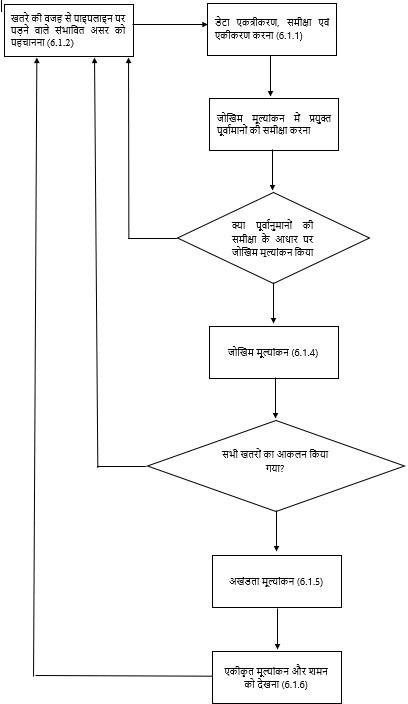 खतरे की वजह से पाइपलाइन पर
पड़ने वाले संभावित असर को
पहचानना (6.1.2)
डेटा एकत्रीकरण, समीक्षा एवं
एकीकरण करना (6.1.1)
जोखिम मूल्यांकन में प्रयुक्त
पूर्वामानों की समीक्षा करना
क्या पूर्वानुमानों की
समीक्षा के आधार पर
जोखिम मूल्यांकन किया
जोखिम मूल्यांकन (6.1.4)
सभी खतरों का आकलन किया
गया?
अखंडता मूल्यांकन (6.1.5)
एकीकृत मूल्यांकन और शमन
को देखना (6.1.6)